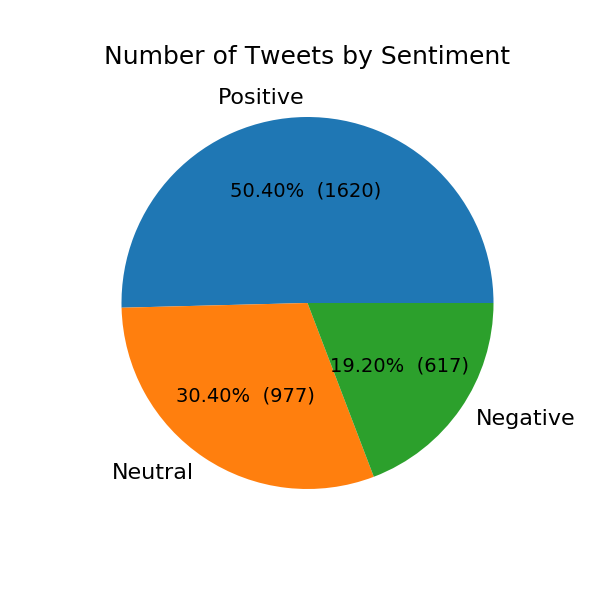 Number of Tweets by Sentiment
Positive
50.40% (1620)
19.20% (617)
30.40% (977)
Negative
Neutral